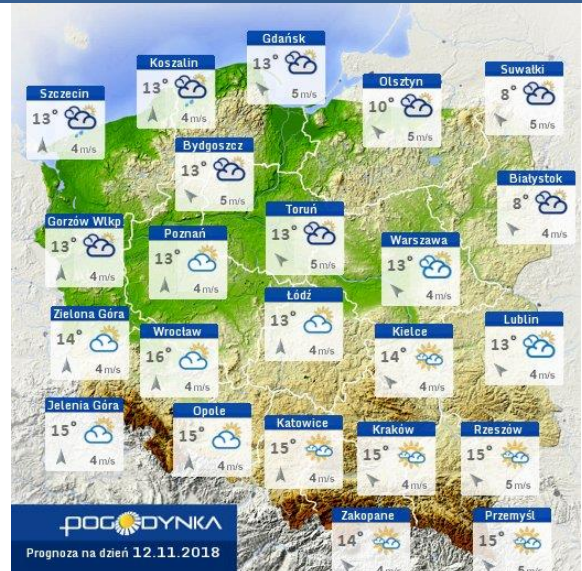 Gdańsk
13°
5 m/s
Koszalin
13°
4 m/s
Suwałki
8°
5 m/s
Olsztyn
10°
5 m/s
Szczecin
13°
4 m/s
Bydgoszcz
13°
5 m/s
Białystok
8°
4 m/s
Toruń
13°
5 m/s
Gorzów Wlkp
13°
4 m/s
Poznań
13°
4 m/s
Warszawa
13°
4 m/s
Łódź
13°
4 m/s
Zielona Góra
14°
4 m/s
Wrocław
16°
4 m/s
Kielce
14°
4 m/s
Lublin
13°
4 m/s
Jelenia Góra
15°
4 m/s
Opole
15°
4 m/s
Katowice
15°
4 m/s
Kraków
15°
4 m/s
Rzeszów
15°
5 m/s
Zakopane
14°
4 m/s
Przemyśl
15°
5 m/s
POGODYNKA
Prognoza na dzień 12.11.2018